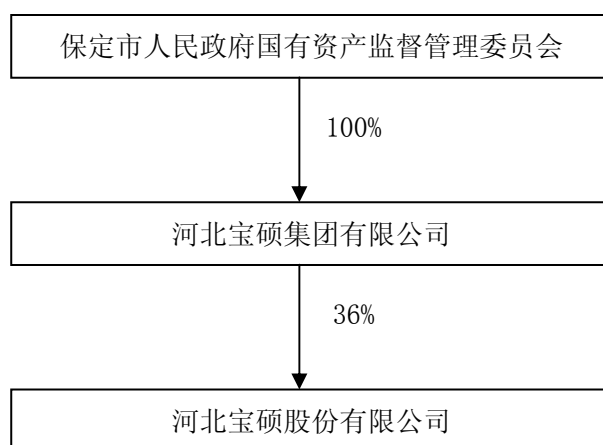 保定市人民政府国有资产监督管理委员会
100%
河北宝硕集团有限公司
36%
河北宝硕股份有限公司